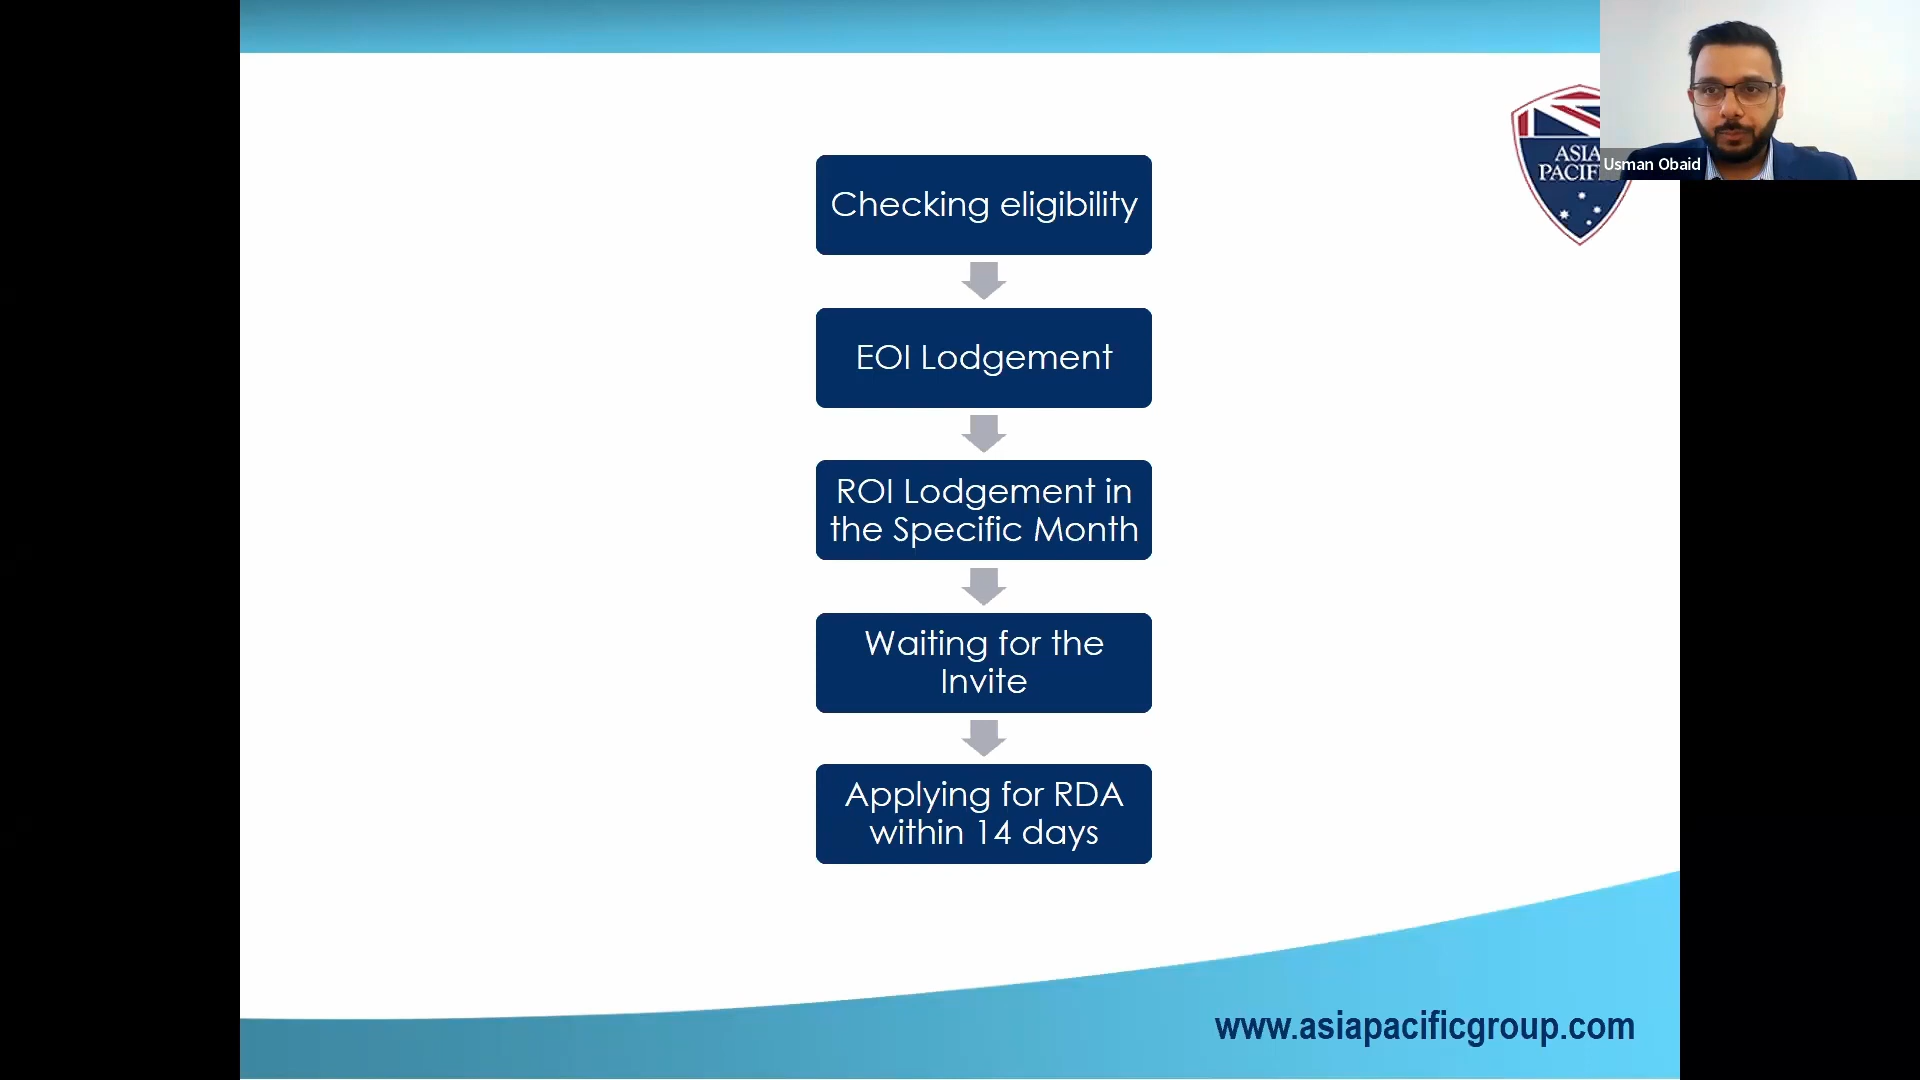 Checking eligibility
EOI Lodgement
ROI Lodgement in
the Specific Month
Waiting for the
Invite
Applying for RDA
within 14 days
ASIA
Usman Obaid
www.asiapacificgroup.com